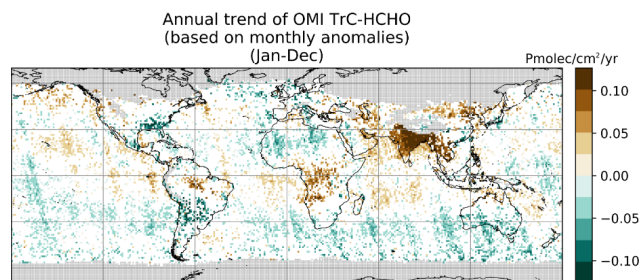 Annual trend of OMI TrC-HCHO
(based on monthly anomalies)
(Jan-Dec)
Pmolec/cm²/yr
0.10
0.05
0.00
−0.05
−0.10